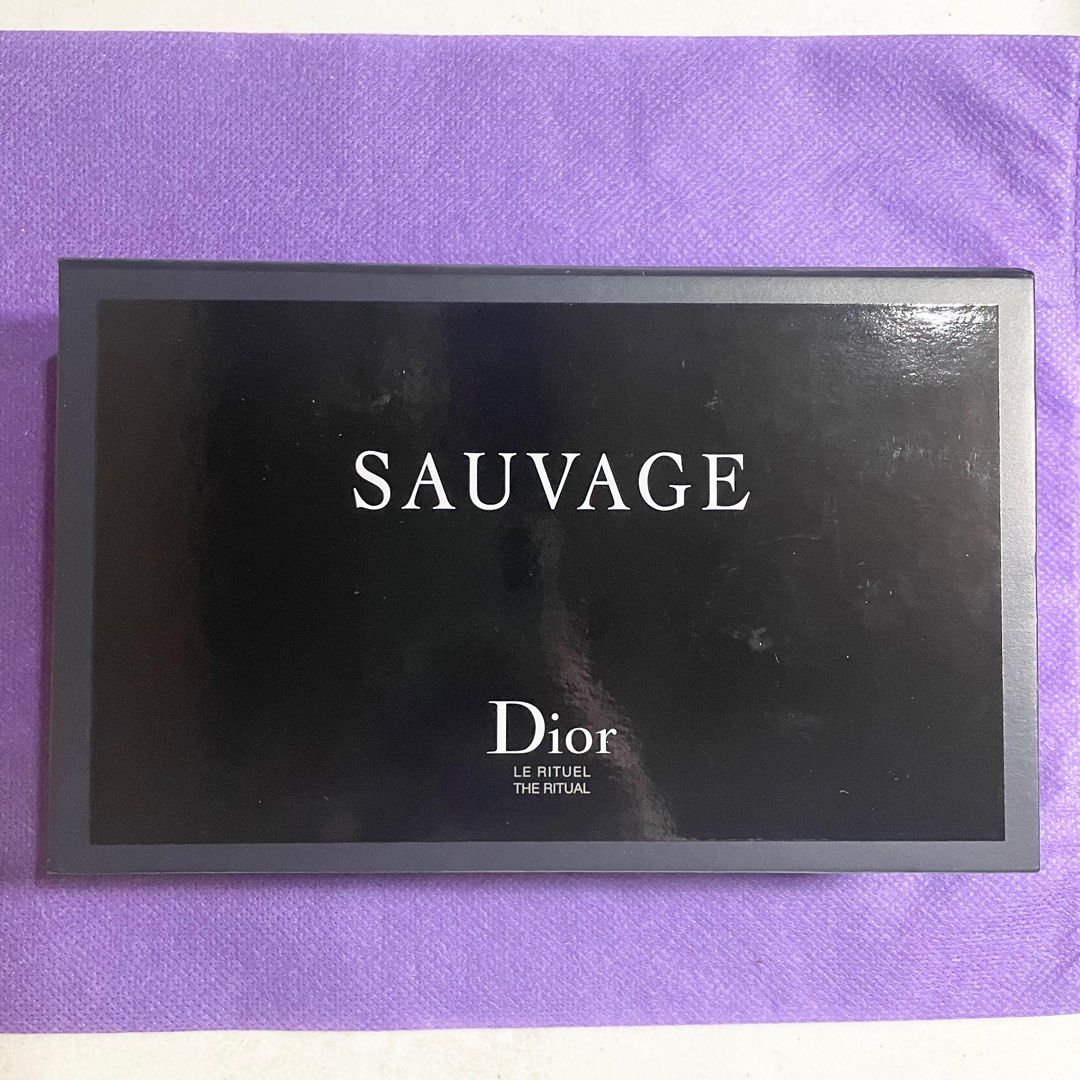 SAUVAGE
Dior
LE RITUEL
THE RITUAL